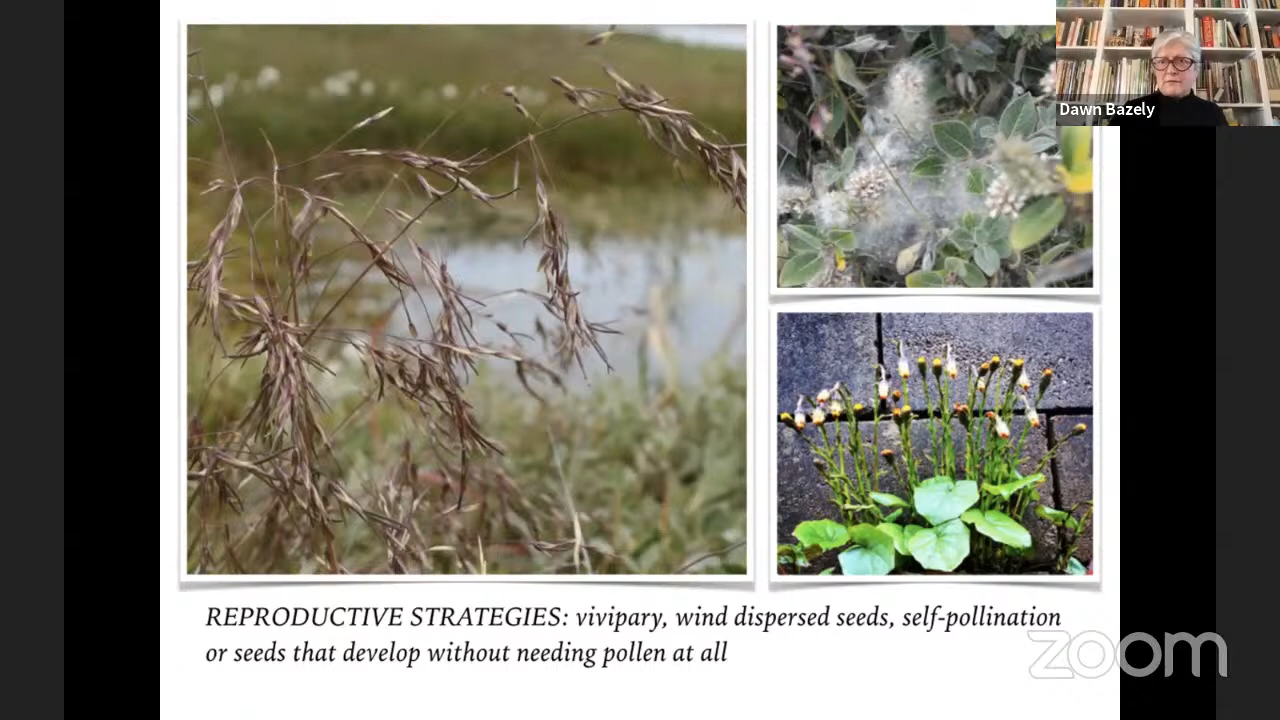 Dawn Bazely
REPRODUCTIVE STRATEGIES: vivipary, wind dispersed seeds, self-pollination
or seeds that develop without needing pollen at all
zoom